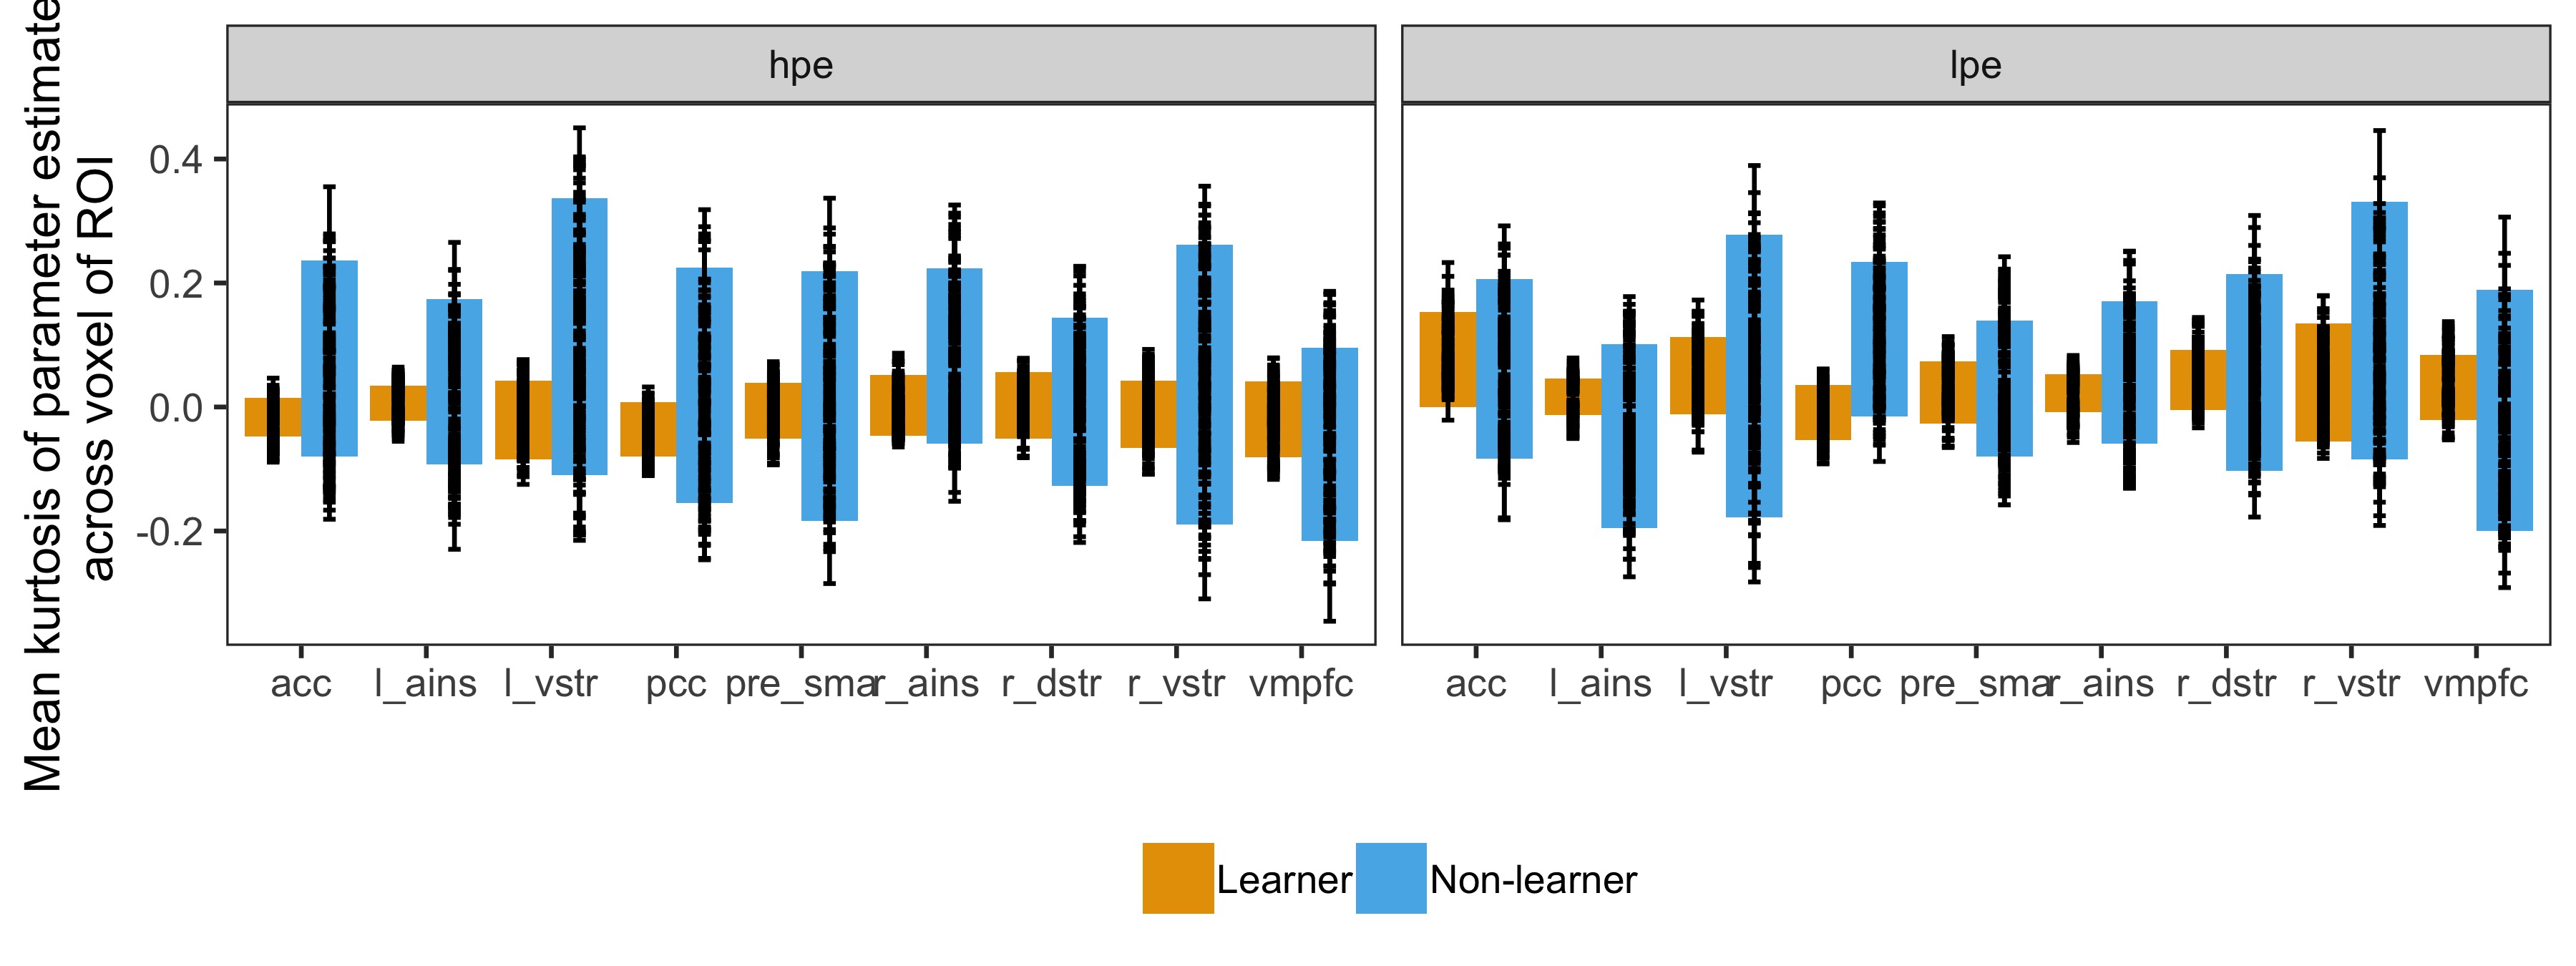 Mean kurtosis of parameter estimate
across voxel of ROI
hpe
lpe
0.4
0.2
0.0
-0.2
acc l_ains l_vstr pcc pre_sma r_ains r_dstr r_vstr vmpfc
acc l_ains l_vstr pcc pre_sma r_ains r_dstr r_vstr vmpfc
Learner Non-learner